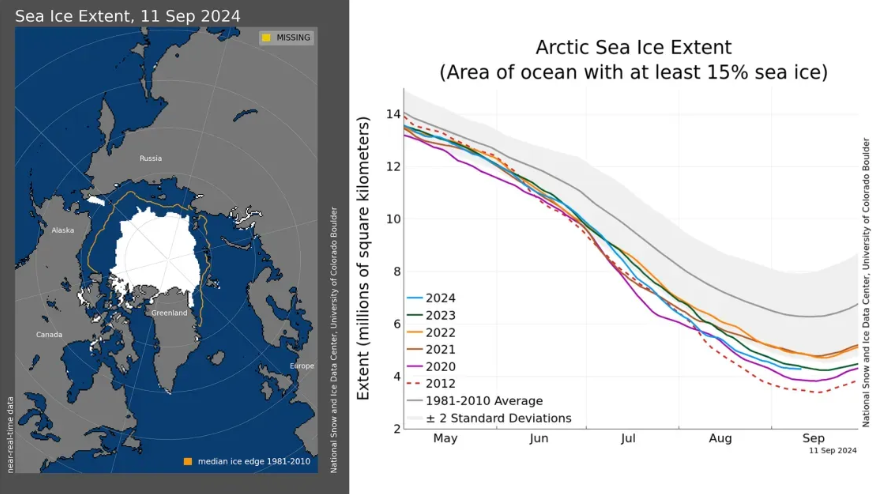 Sea Ice Extent, 11 Sep 2024
MISSING
Russia
Alaska
Greenland
Canada
Europe
median ice edge 1981-2010
near-real-time data
National Snow and Ice Data Center, University of Colorado Boulder
Arctic Sea Ice Extent
(Area of ocean with at least 15% sea ice)
Extent (millions of square kilometers)
14
12
10
8
6
4
2
2024
2023
2022
2021
2020
2012
1981-2010 Average
± 2 Standard Deviations
May Jun Jul Aug Sep
11 Sep 2024
National Snow and Ice Data Center, University of Colorado Boulder